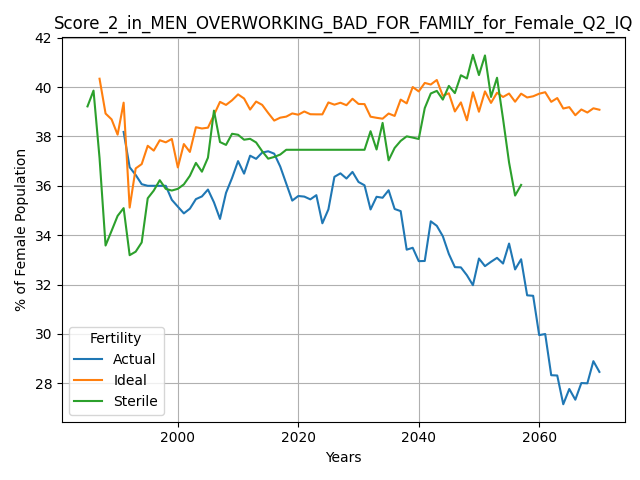 Score_2_in_MEN_OVERWORKING_BAD_FOR_FAMILY_for_Female_Q2_IQ
42
40
38
36
34
32
30
28
% of Female Population
Fertility
Actual
Ideal
Sterile
2000
2020
2040
2060
Years